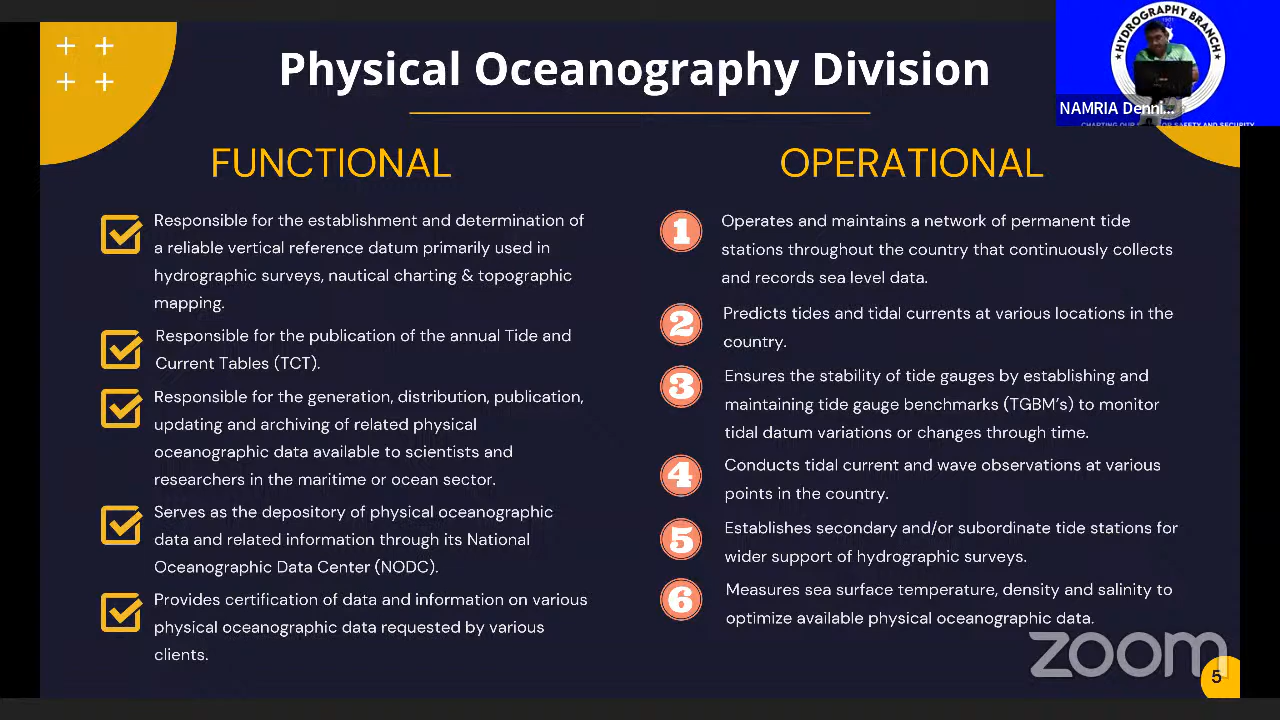 Physical Oceanography Division
HYDROGRAPHY BRANCH
NAMRIA Denni...
FUNCTIONAL
Responsible for the establishment and determination of
a reliable vertical reference datum primarily used in
hydrographic surveys, nautical charting & topographic
mapping.
Responsible for the publication of the annual Tide and
Current Tables (TCT).
Responsible for the generation, distribution, publication,
updating and archiving of related physical
oceanographic data available to scientists and
researchers in the maritime or ocean sector.
Serves as the depository of physical oceanographic
data and related information through its National
Oceanographic Data Center (NODC).
Provides certification of data and information on various
physical oceanographic data requested by various
clients.
OPERATIONAL
1
Operates and maintains a network of permanent tide
stations throughout the country that continuously collects
and records sea level data.
2
Predicts tides and tidal currents at various locations in the
country.
3
Ensures the stability of tide gauges by establishing and
maintaining tide gauge benchmarks (TGBM's) to monitor
tidal datum variations or changes through time.
4
Conducts tidal current and wave observations at various
points in the country.
5
Establishes secondary and/or subordinate tide stations for
wider support of hydrographic surveys.
6
Measures sea surface temperature, density and salinity to
optimize available physical oceanographic data.
zoom
5